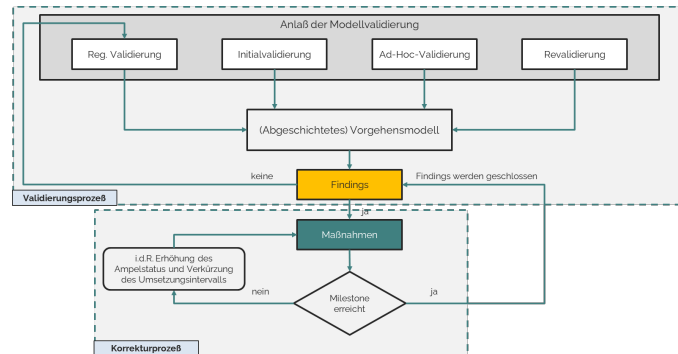 Anlaß der Modellvalidierung
Reg. Validierung
Initialvalidierung
Ad-Hoc-Validierung
Revalidierung
(Abgeschichtetes) Vorgehensmodell
keine
Findings
Findings werden geschlossen
Validierungsprozeß
ja
Maßnahmen
i.d.R. Erhöhung des
Ampelstatus und Verkürzung
des Umsetzungsintervalls
nein
Milestone
erreicht
ja
Korrekturprozeß